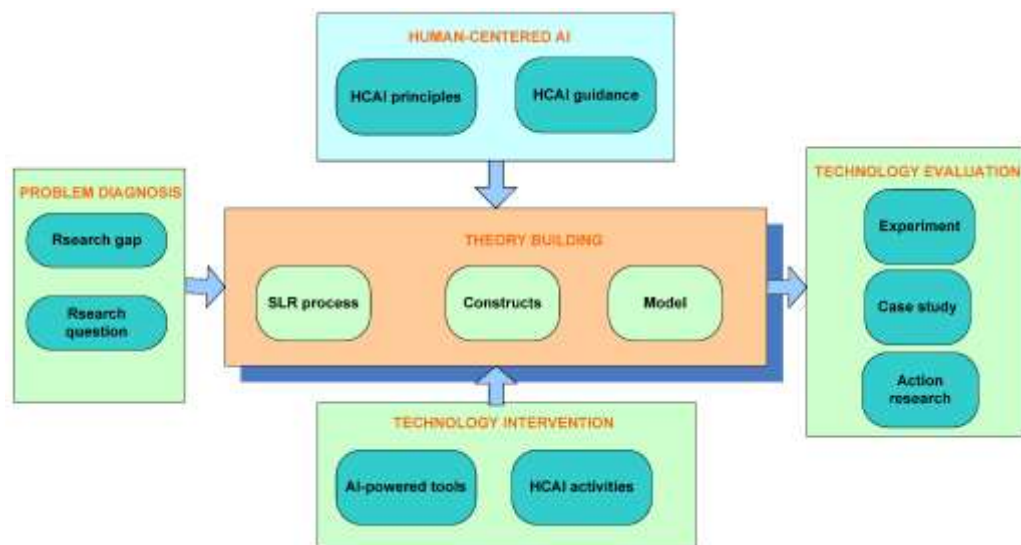 HUMAN-CENTERED AI
HCAI principles
HCAI guidance
PROBLEM DIAGNOSIS
Rsearch gap
Rsearch
question
THEORY BUILDING
SLR process
Constructs
Model
TECHNOLOGY EVALUATION
Experiment
Case study
Action
research
TECHNOLOGY INTERVENTION
AI-powered tools
HCAI activities